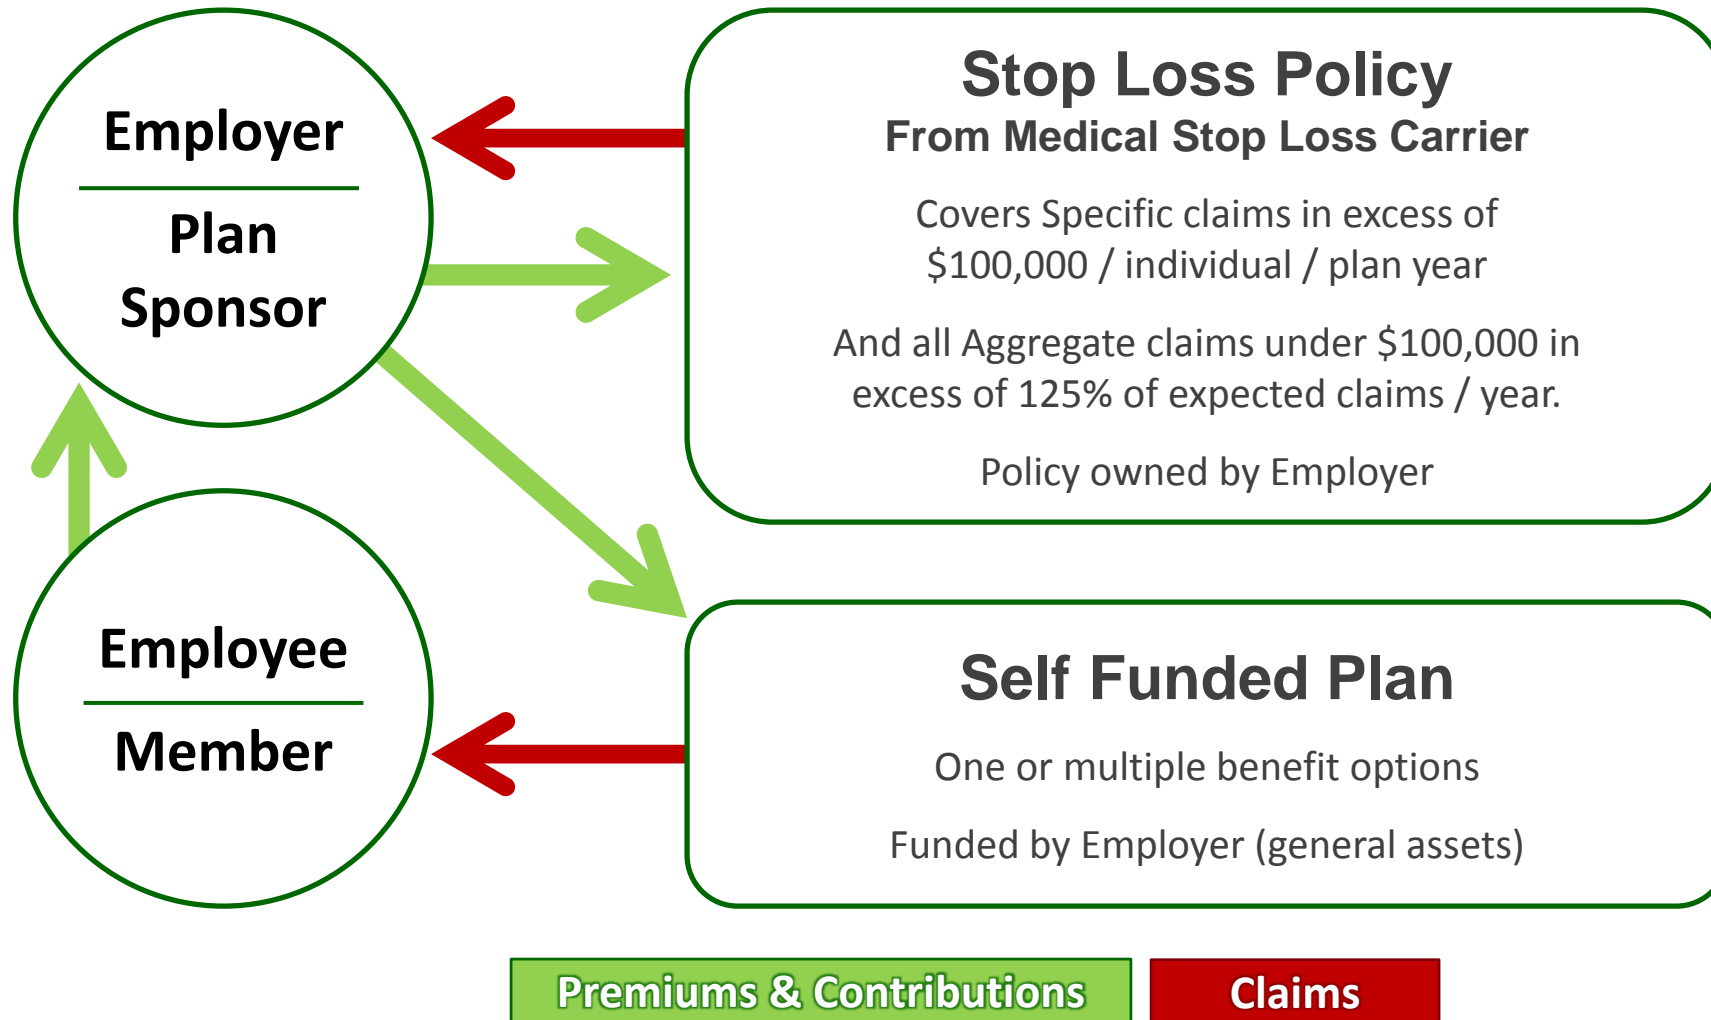 Employer
Plan
Sponsor
Stop Loss Policy
From Medical Stop Loss Carrier
Covers Specific claims in excess of
$100,000 / individual / plan year
And all Aggregate claims under $100,000 in
excess of 125% of expected claims / year.
Policy owned by Employer
Employee
Member
Self Funded Plan
One or multiple benefit options
Funded by Employer (general assets)
Premiums & Contributions
Claims